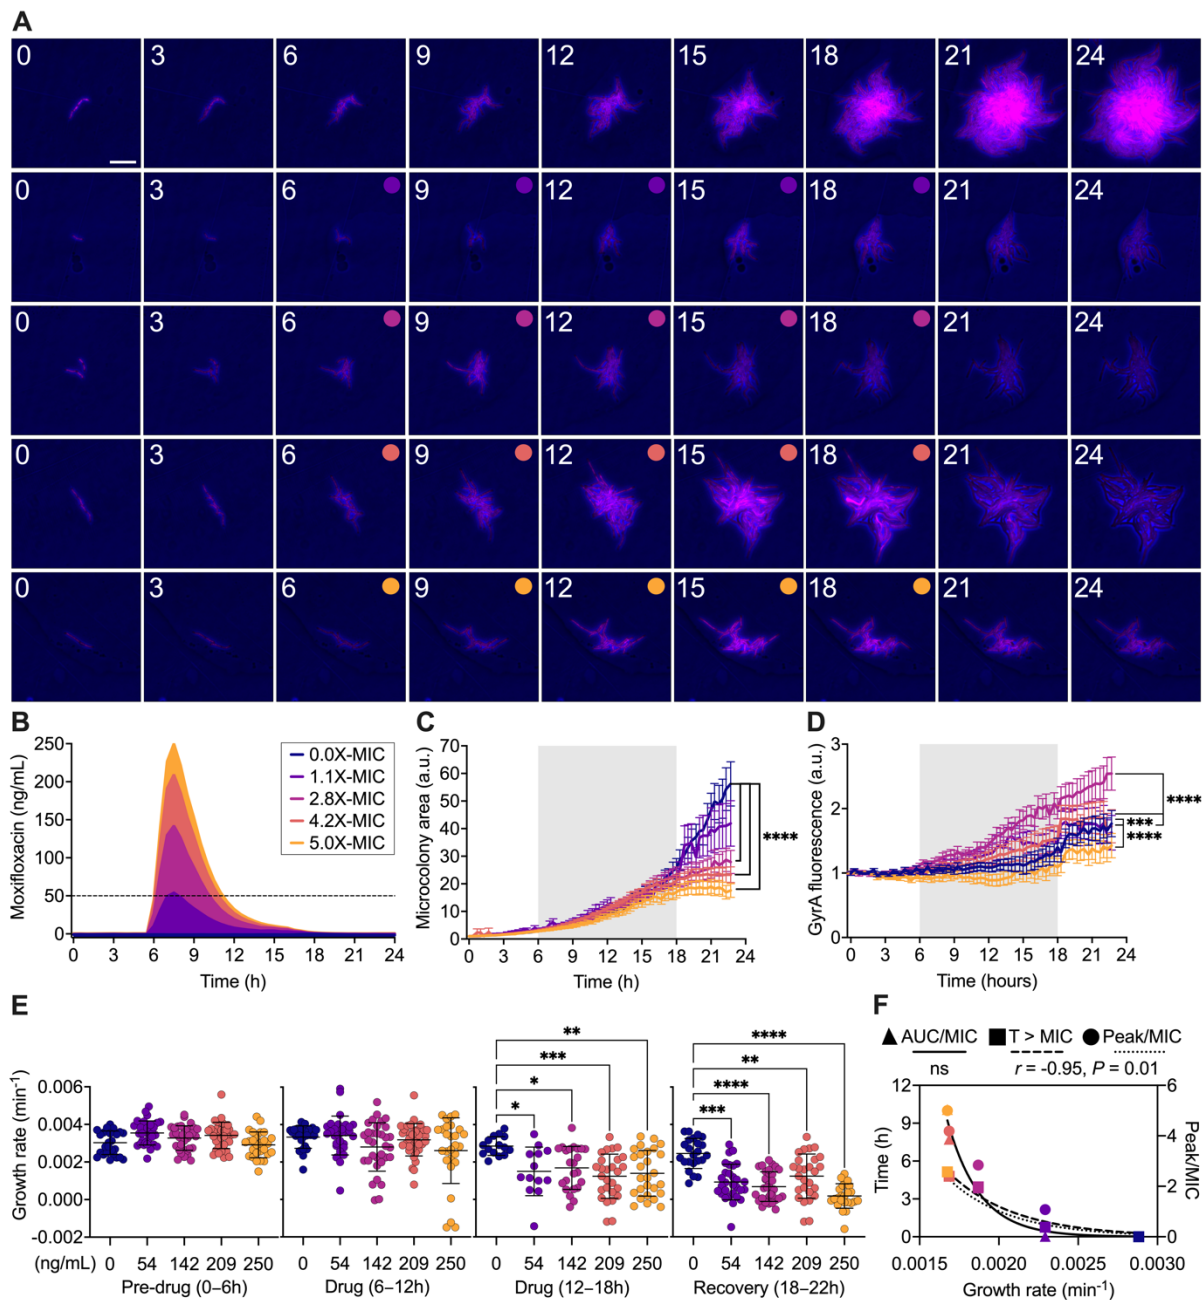 A
0 3 6 9 12 15 18 21 24
0 3 6 9 12 15 18 21 24
0 3 6 9 12 15 18 21 24
0 3 6 9 12 15 18 21 24
0 3 6 9 12 15 18 21 24
B
Moxifloxacin (ng/mL)
250
200
150
100
50
0
0 3 6 9 12 15 18 21 24
Time (h)
0.0X-MIC
1.1X-MIC
2.8X-MIC
4.2X-MIC
5.0X-MIC
C
Microcolony area (a.u.)
70
60
50
40
30
20
10
0
0 3 6 9 12 15 18 21 24
Time (h)
****
D
GyrA fluorescence (a.u.)
3
2
1
0
0 3 6 9 12 15 18 21 24
Time (hours)
****
***
****
E
Growth rate (min⁻¹)
0.006
0.004
0.002
0.000
-0.002
**
***
*
*
****
**
****
***
(ng/mL) 0 54 142 209 250 0 54 142 209 250 0 54 142 209 250 0 54 142 209 250
Pre-drug (0–6h) Drug (6–12h) Drug (12–18h) Recovery (18–22h)
F
AUC/MIC T > MIC Peak/MIC
ns r = -0.95, P = 0.01
Time (h)
12
9
6
3
0
Peak/MIC
6
4
2
0
0.0015 0.0020 0.0025 0.0030
Growth rate (min⁻¹)